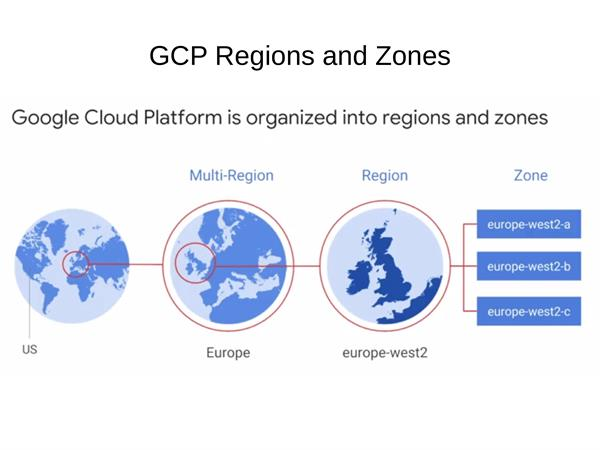 GCP Regions and Zones
Google Cloud Platform is organized into regions and zones
Multi-Region
Region
Zone
europe-west2-a
europe-west2-b
europe-west2-c
US
Europe
europe-west2